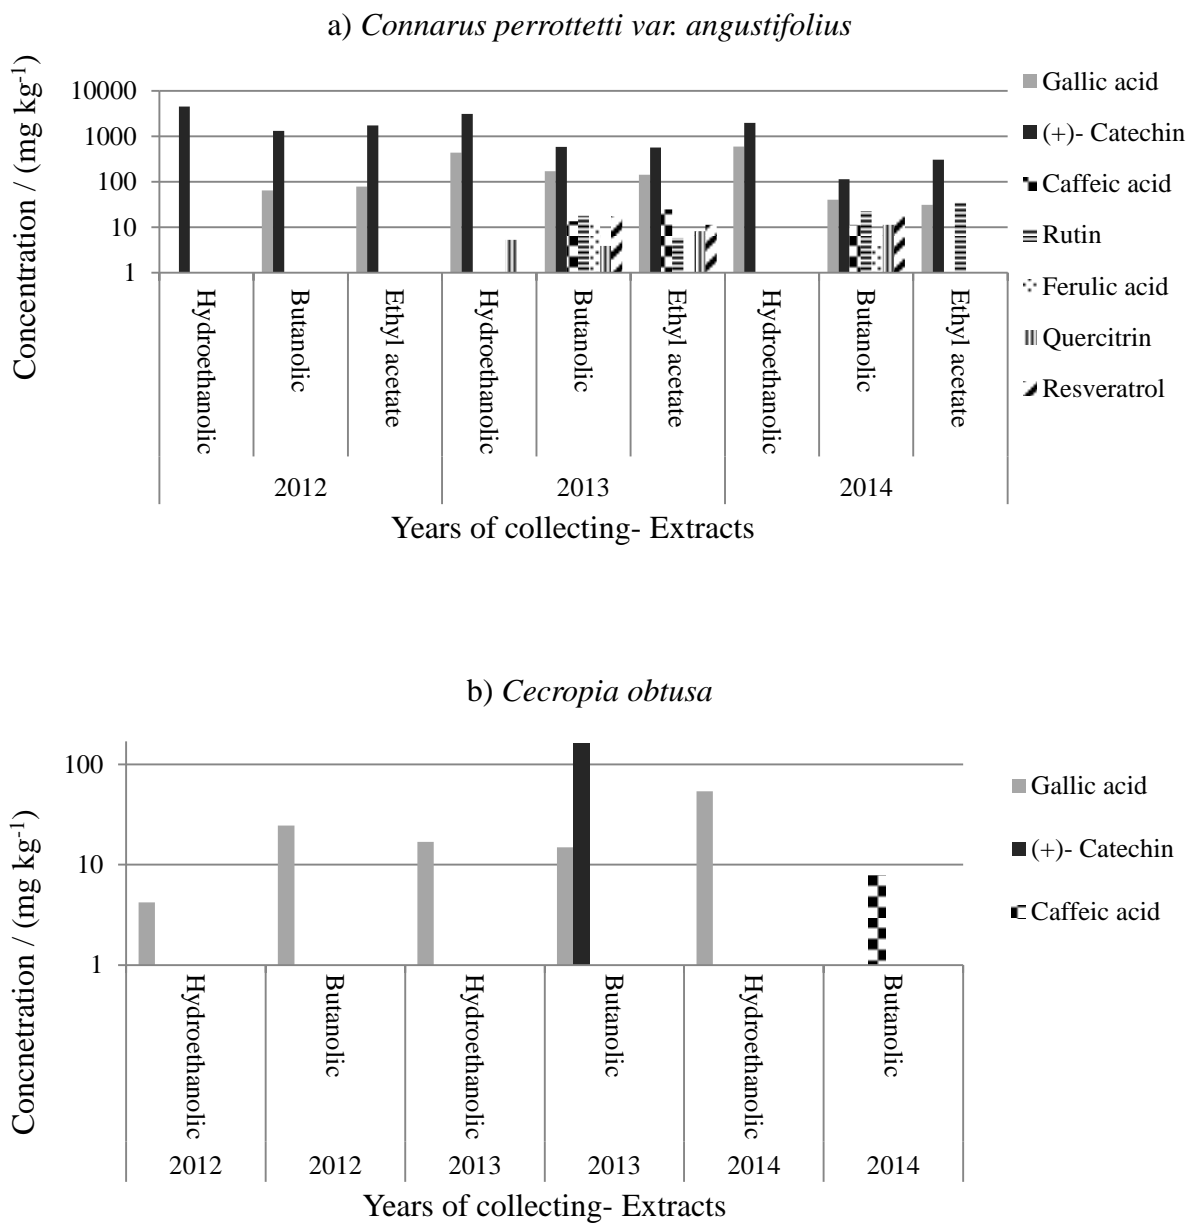 a) Connarus perrottetti var. angustifolius
Concentration / (mg kg-1)
10000
1000
100
10
1
Hydroethanolic
Butanolic
Ethyl acetate
Hydroethanolic
Butanolic
Ethyl acetate
Hydroethanolic
Butanolic
Ethyl acetate
2012
2013
2014
Years of collecting- Extracts
Gallic acid
(+)- Catechin
Caffeic acid
Rutin
Ferulic acid
Quercitrin
Resveratrol
b) Cecropia obtusa
Concnetration / (mg kg-1)
100
10
1
Hydroethanolic
Butanolic
Hydroethanolic
Butanolic
Hydroethanolic
Butanolic
2012
2012
2013
2013
2014
2014
Years of collecting- Extracts
Gallic acid
(+)- Catechin
Caffeic acid